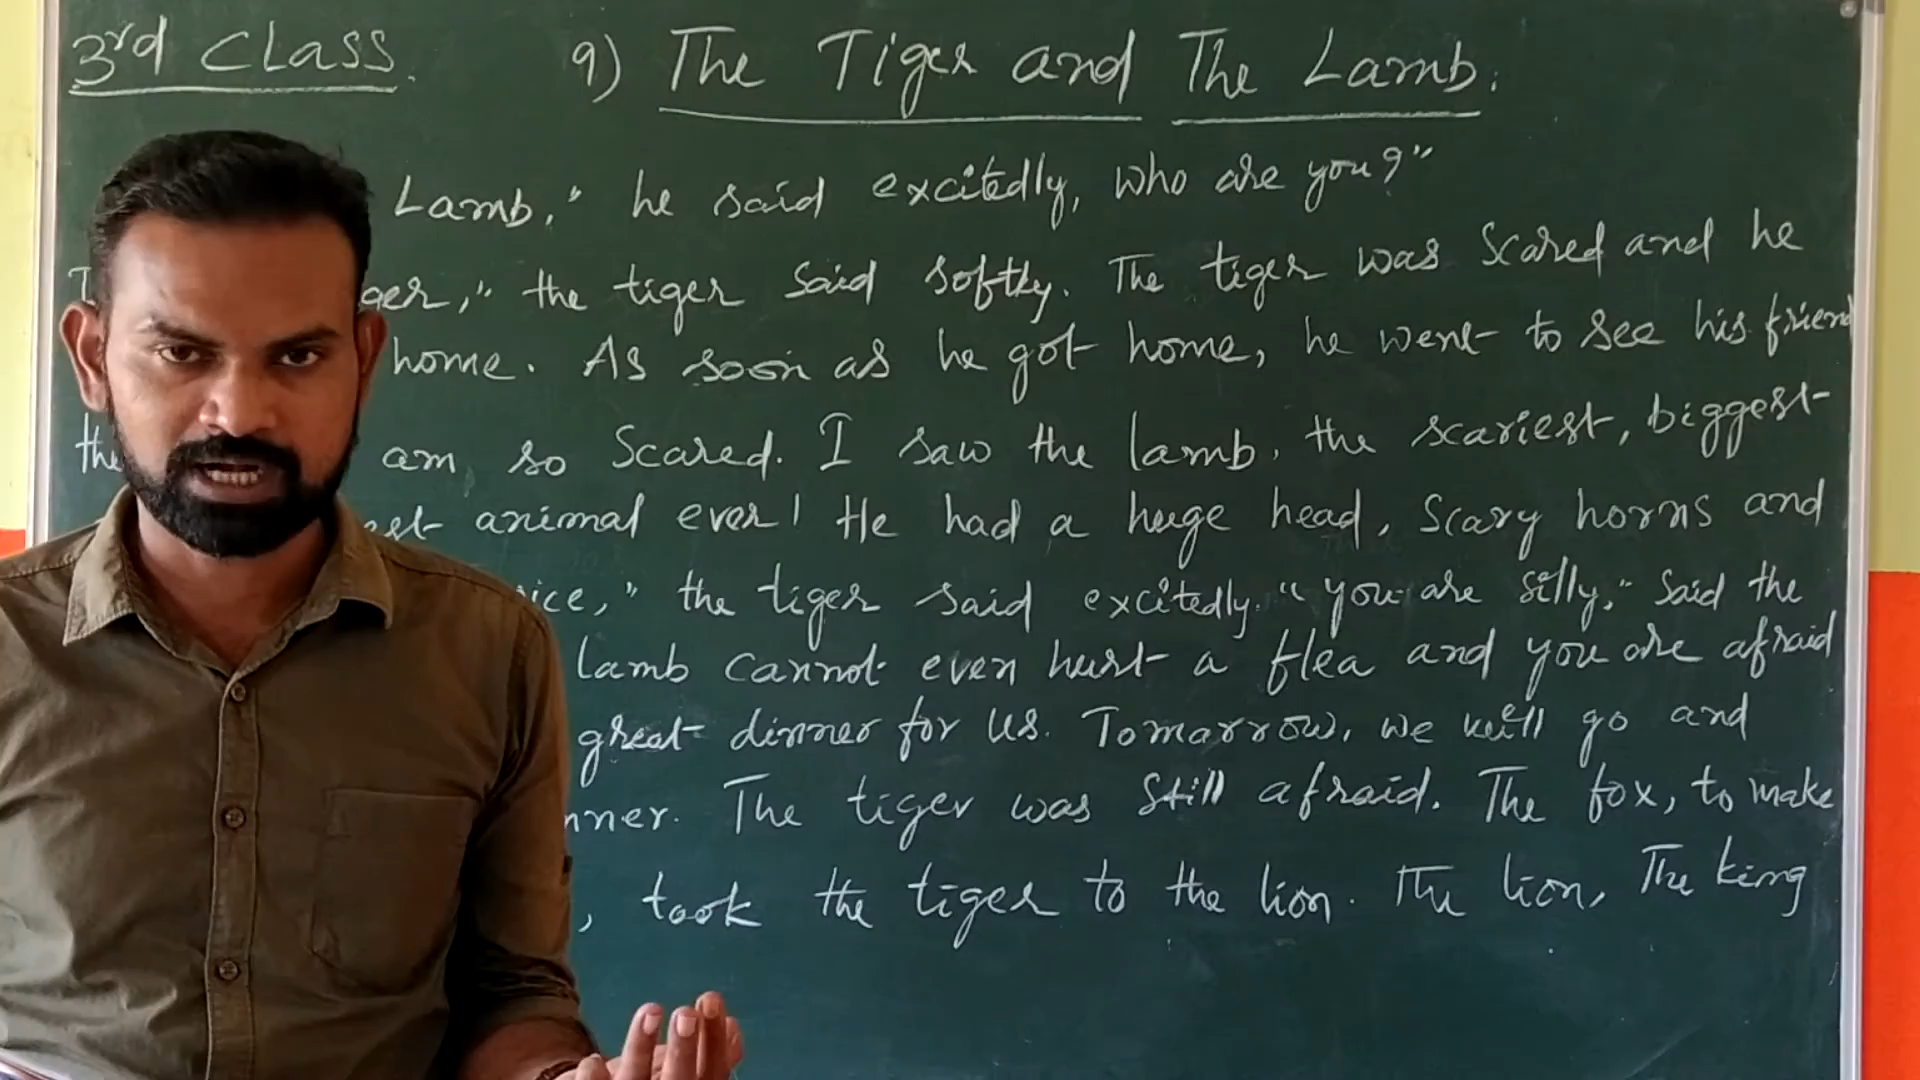 3rd Class.
9) The Tiger and The Lamb.
Lamb," he said excitedly, who are you?"
the tiger said softly. The tiger was scared and he
home. As soon as he got home, he went to see his friend
am so scared. I saw the lamb, the scariest, biggest
animal ever! He had a huge head, scary horns and
the tiger said excitedly. "you are silly," said the
lamb cannot even hurt a flea and you are afraid
great dinner for us. Tomarrow, we will go and
The tiger was still afraid. The fox, to make
, took the tiger to the lion. The lion, The king